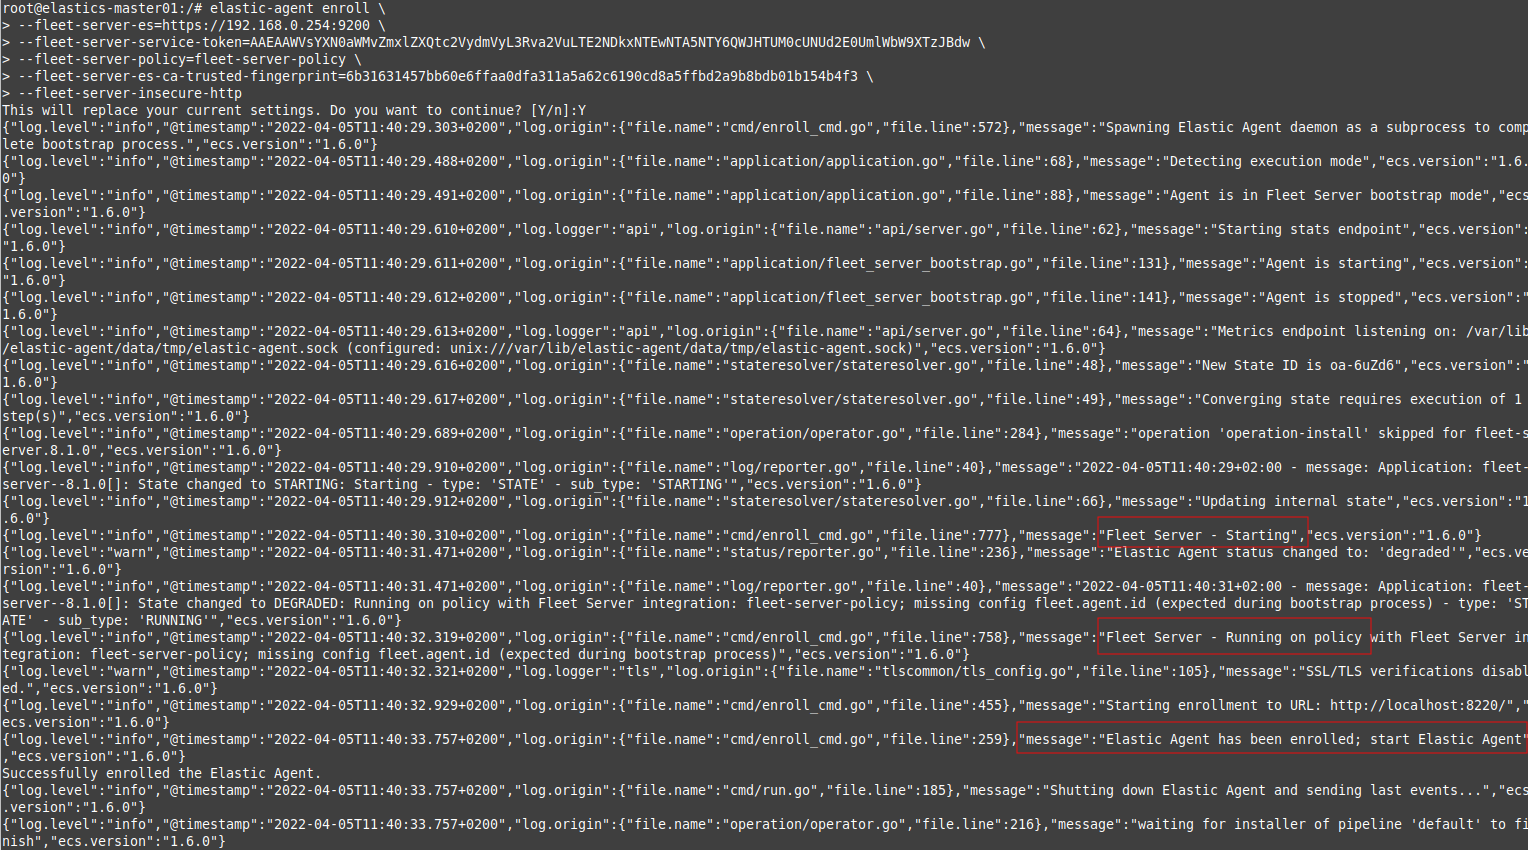 root@elastics-master01:/# elastic-agent enroll \
> --fleet-server-es=https://192.168.0.254:9200 \
> --fleet-server-service-token=AAEAAWVsYXN0aWMvZmxlZXQtc2VydmVyL3Rva2VuLTE2NDkxNTEwNTA5NTY6QWJHTUM0cUNUd2E0UmlWbW9XTzJBdw \
> --fleet-server-policy=fleet-server-policy \
> --fleet-server-es-ca-trusted-fingerprint=6b31631457bb60e6ffaa0dfa311a5a62c6190cd8a5ffbd2a9b8bdb01b154b4f3 \
> --fleet-server-insecure-http
This will replace your current settings. Do you want to continue? [Y/n]:Y
{"log.level":"info","@timestamp":"2022-04-05T11:40:29.303+0200","log.origin":{"file.name":"cmd/enroll_cmd.go","file.line":572},"message":"Spawning Elastic Agent daemon as a subprocess to comp
lete bootstrap process.","ecs.version":"1.6.0"}
{"log.level":"info","@timestamp":"2022-04-05T11:40:29.488+0200","log.origin":{"file.name":"application/application.go","file.line":68},"message":"Detecting execution mode","ecs.version":"1.6.
0"}
{"log.level":"info","@timestamp":"2022-04-05T11:40:29.491+0200","log.origin":{"file.name":"application/application.go","file.line":88},"message":"Agent is in Fleet Server bootstrap mode","ecs
.version":"1.6.0"}
{"log.level":"info","@timestamp":"2022-04-05T11:40:29.610+0200","log.logger":"api","log.origin":{"file.name":"api/server.go","file.line":62},"message":"Starting stats endpoint","ecs.version":
"1.6.0"}
{"log.level":"info","@timestamp":"2022-04-05T11:40:29.611+0200","log.origin":{"file.name":"application/fleet_server_bootstrap.go","file.line":131},"message":"Agent is starting","ecs.version":
"1.6.0"}
{"log.level":"info","@timestamp":"2022-04-05T11:40:29.612+0200","log.origin":{"file.name":"application/fleet_server_bootstrap.go","file.line":141},"message":"Agent is stopped","ecs.version":"
1.6.0"}
{"log.level":"info","@timestamp":"2022-04-05T11:40:29.613+0200","log.logger":"api","log.origin":{"file.name":"api/server.go","file.line":64},"message":"Metrics endpoint listening on: /var/lib
/elastic-agent/data/tmp/elastic-agent.sock (configured: unix:///var/lib/elastic-agent/data/tmp/elastic-agent.sock)","ecs.version":"1.6.0"}
{"log.level":"info","@timestamp":"2022-04-05T11:40:29.616+0200","log.origin":{"file.name":"stateresolver/stateresolver.go","file.line":48},"message":"New State ID is oa-6uZd6","ecs.version":"
1.6.0"}
{"log.level":"info","@timestamp":"2022-04-05T11:40:29.617+0200","log.origin":{"file.name":"stateresolver/stateresolver.go","file.line":49},"message":"Converging state requires execution of 1
step(s)","ecs.version":"1.6.0"}
{"log.level":"info","@timestamp":"2022-04-05T11:40:29.689+0200","log.origin":{"file.name":"operation/operator.go","file.line":284},"message":"operation 'operation-install' skipped for fleet-s
erver.8.1.0","ecs.version":"1.6.0"}
{"log.level":"info","@timestamp":"2022-04-05T11:40:29.910+0200","log.origin":{"file.name":"log/reporter.go","file.line":40},"message":"2022-04-05T11:40:29+02:00 - message: Application: fleet-
server--8.1.0[]: State changed to STARTING: Starting - type: 'STATE' - sub_type: 'STARTING'","ecs.version":"1.6.0"}
{"log.level":"info","@timestamp":"2022-04-05T11:40:29.912+0200","log.origin":{"file.name":"stateresolver/stateresolver.go","file.line":66},"message":"Updating internal state","ecs.version":"1
.6.0"}
{"log.level":"info","@timestamp":"2022-04-05T11:40:30.310+0200","log.origin":{"file.name":"cmd/enroll_cmd.go","file.line":777},"message":"Fleet Server - Starting","ecs.version":"1.6.0"}
{"log.level":"warn","@timestamp":"2022-04-05T11:40:31.471+0200","log.origin":{"file.name":"status/reporter.go","file.line":236},"message":"Elastic Agent status changed to: 'degraded'","ecs.ve
rsion":"1.6.0"}
{"log.level":"info","@timestamp":"2022-04-05T11:40:31.471+0200","log.origin":{"file.name":"log/reporter.go","file.line":40},"message":"2022-04-05T11:40:31+02:00 - message: Application: fleet-
server--8.1.0[]: State changed to DEGRADED: Running on policy with Fleet Server integration: fleet-server-policy; missing config fleet.agent.id (expected during bootstrap process) - type: 'ST
ATE' - sub_type: 'RUNNING'","ecs.version":"1.6.0"}
{"log.level":"info","@timestamp":"2022-04-05T11:40:32.319+0200","log.origin":{"file.name":"cmd/enroll_cmd.go","file.line":758},"message":"Fleet Server - Running on policy with Fleet Server in
tegration: fleet-server-policy; missing config fleet.agent.id (expected during bootstrap process)","ecs.version":"1.6.0"}
{"log.level":"warn","@timestamp":"2022-04-05T11:40:32.321+0200","log.logger":"tls","log.origin":{"file.name":"tlscommon/tls_config.go","file.line":105},"message":"SSL/TLS verifications disabl
ed.","ecs.version":"1.6.0"}
{"log.level":"info","@timestamp":"2022-04-05T11:40:32.929+0200","log.origin":{"file.name":"cmd/enroll_cmd.go","file.line":455},"message":"Starting enrollment to URL: http://localhost:8220/","
ecs.version":"1.6.0"}
{"log.level":"info","@timestamp":"2022-04-05T11:40:33.757+0200","log.origin":{"file.name":"cmd/enroll_cmd.go","file.line":259},"message":"Elastic Agent has been enrolled; start Elastic Agent"
,"ecs.version":"1.6.0"}
Successfully enrolled the Elastic Agent.
{"log.level":"info","@timestamp":"2022-04-05T11:40:33.757+0200","log.origin":{"file.name":"cmd/run.go","file.line":185},"message":"Shutting down Elastic Agent and sending last events...","ecs
.version":"1.6.0"}
{"log.level":"info","@timestamp":"2022-04-05T11:40:33.757+0200","log.origin":{"file.name":"operation/operator.go","file.line":216},"message":"waiting for installer of pipeline 'default' to fi
nish","ecs.version":"1.6.0"}